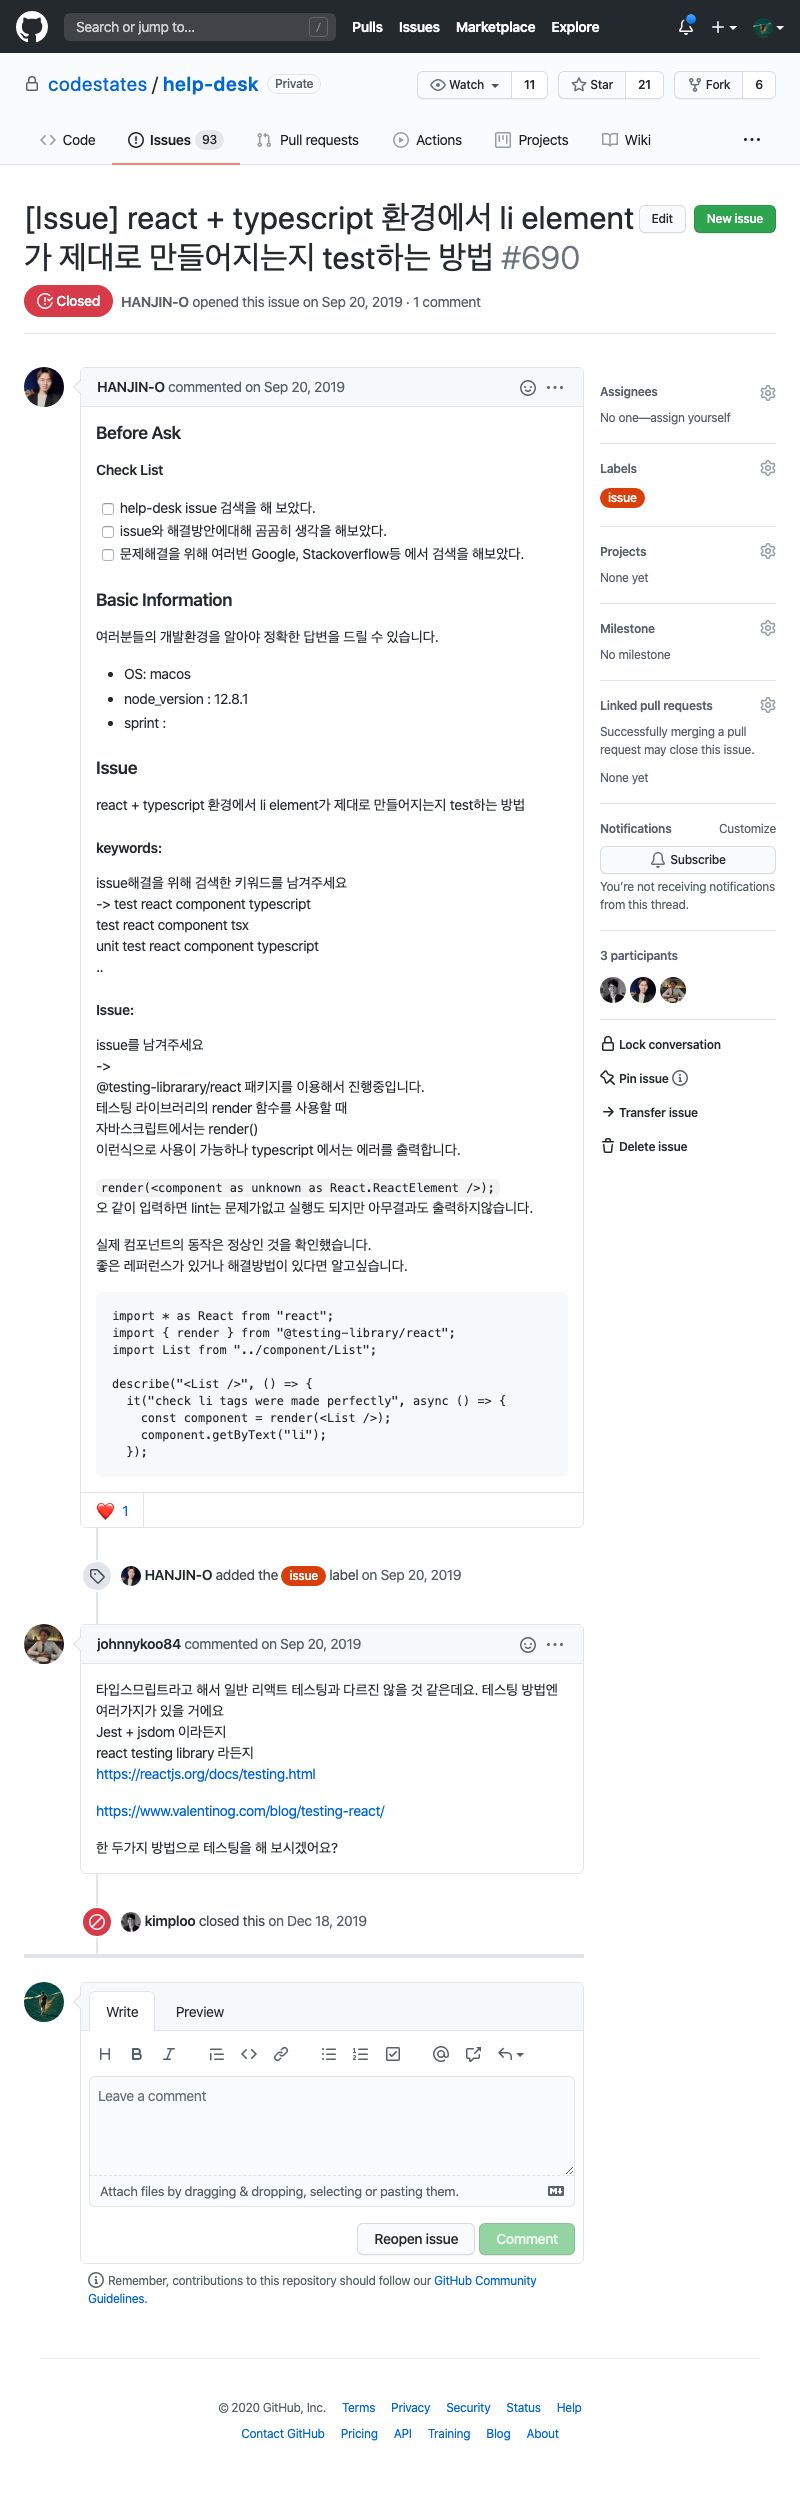 Search or jump to... /
Pulls Issues Marketplace Explore
codestates / help-desk Private
Watch 11 Star 21 Fork 6
Code Issues 93 Pull requests Actions Projects Wiki ...
[Issue] react + typescript 환경에서 li element
가 제대로 만들어지는지 test하는 방법 #690
Edit New issue
Closed HANJIN-O opened this issue on Sep 20, 2019 · 1 comment
HANJIN-O commented on Sep 20, 2019
Before Ask
Check List
help-desk issue 검색을 해 보았다.
issue와 해결방안에대해 곰곰히 생각을 해보았다.
문제해결을 위해 여러번 Google, Stackoverflow등 에서 검색을 해보았다.
Basic Information
여러분들의 개발환경을 알아야 정확한 답변을 드릴 수 있습니다.
• OS: macos
• node_version : 12.8.1
• sprint :
Issue
react + typescript 환경에서 li element가 제대로 만들어지는지 test하는 방법
keywords:
issue해결을 위해 검색한 키워드를 남겨주세요
-> test react component typescript
test react component tsx
unit test react component typescript
..
Issue:
issue를 남겨주세요
->
@testing-librarary/react 패키지를 이용해서 진행중입니다.
테스팅 라이브러리의 render 함수를 사용할 때
자바스크립트에서는 render()
이런식으로 사용이 가능하나 typescript 에서는 에러를 출력합니다.
render(<component as unknown as React.ReactElement />);
오 같이 입력하면 lint는 문제가없고 실행도 되지만 아무결과도 출력하지않습니다.
실제 컴포넌트의 동작은 정상인 것을 확인했습니다.
좋은 레퍼런스가 있거나 해결방법이 있다면 알고싶습니다.
import * as React from "react";
import { render } from "@testing-library/react";
import List from "../component/List";
describe("<List />", () => {
it("check li tags were made perfectly", async () => {
const component = render(<List />);
component.getByText("li");
});
❤️ 1
HANJIN-O added the issue label on Sep 20, 2019
johnnykoo84 commented on Sep 20, 2019
타입스므립트라고 해서 일반 리액트 테스팅과 다르진 않을 것 같은데요. 테스팅 방법엔
여러가지가 있을 거에요
Jest + jsdom 이라든지
react testing library 라든지
https://reactjs.org/docs/testing.html
https://www.valentinog.com/blog/testing-react/
한 두가지 방법으로 테스팅을 해 보시겠어요?
kimploo closed this on Dec 18, 2019
Write Preview
Leave a comment
Attach files by dragging & dropping, selecting or pasting them.
Reopen issue Comment
Remember, contributions to this repository should follow our GitHub Community
Guidelines.
Assignees
No one—assign yourself
Labels
issue
Projects
None yet
Milestone
No milestone
Linked pull requests
Successfully merging a pull
request may close this issue.
None yet
Notifications Customize
Subscribe
You're not receiving notifications
from this thread.
3 participants
Lock conversation
Pin issue
Transfer issue
Delete issue
© 2020 GitHub, Inc. Terms Privacy Security Status Help
Contact GitHub Pricing API Training Blog About